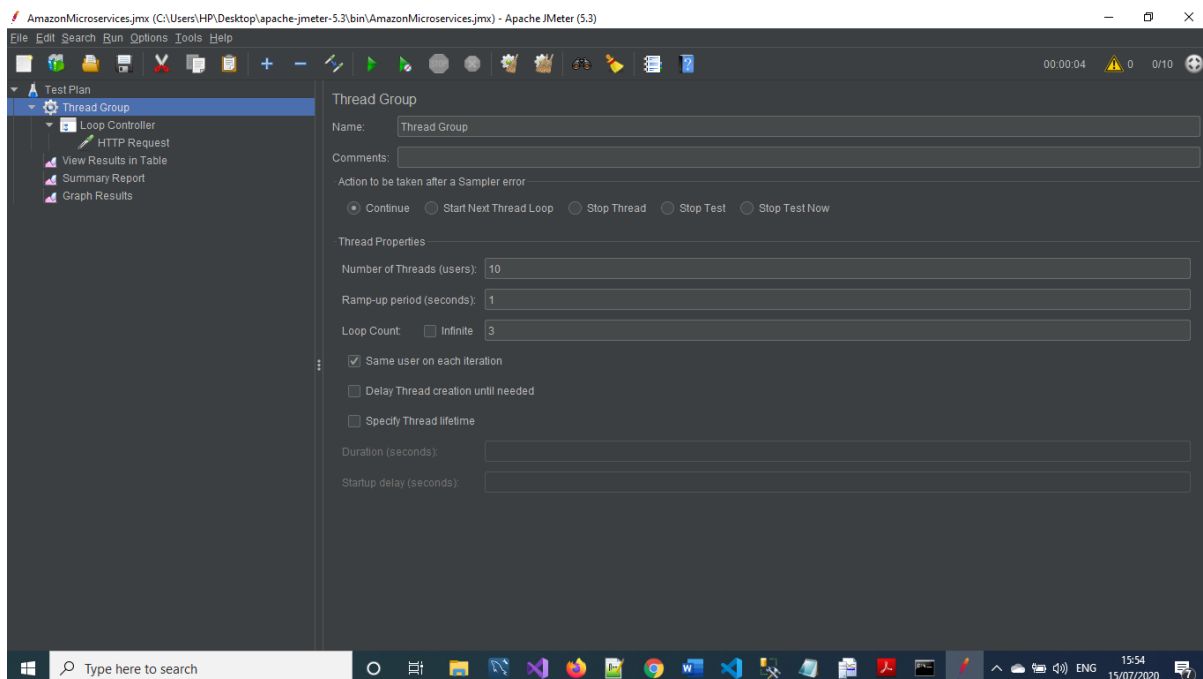 AmazonMicroservices.jmx (C:\Users\HP\Desktop\apache-jmeter-5.3\bin\AmazonMicroservices.jmx) - Apache JMeter (5.3)
File Edit Search Run Options Tools Help
00:00:04 0 0/10
Test Plan
Thread Group
Loop Controller
HTTP Request
View Results in Table
Summary Report
Graph Results
Thread Group
Name: Thread Group
Comments:
Action to be taken after a Sampler error
Continue Start Next Thread Loop Stop Thread Stop Test Stop Test Now
Thread Properties
Number of Threads (users): 10
Ramp-up period (seconds): 1
Loop Count: Infinite 3
Same user on each iteration
Delay Thread creation until needed
Specify Thread lifetime
Duration (seconds):
Startup delay (seconds):
Type here to search
ENG
15:54
15/07/2020